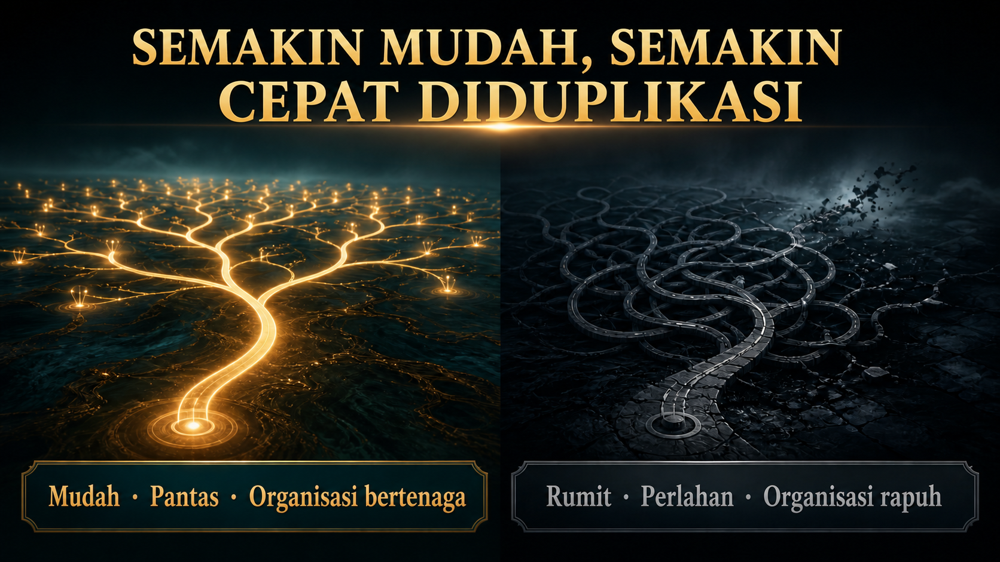 SEMAKIN MUDAH, SEMAKIN
CEPAT DIDUPLIKASI
Mudah · Pantas · Organisasi bertenaga
Rumit · Perlahan · Organisasi rapuh